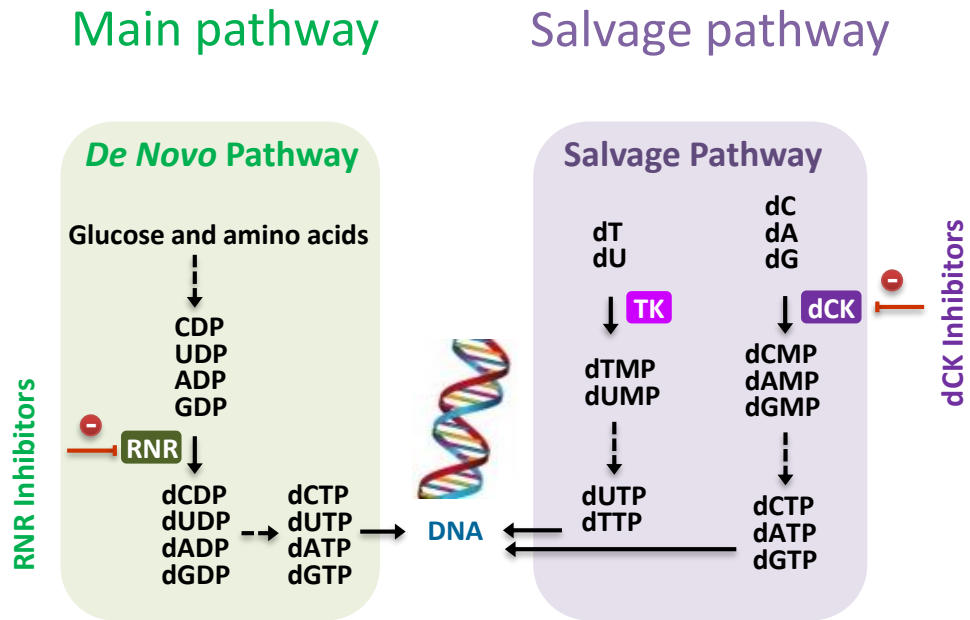 Main pathway
Salvage pathway
De Novo Pathway
Glucose and amino acids
CDP
UDP
ADP
GDP
RNR
dCDP
dUDP
dADP
dGDP
dCTP
dUTP
dATP
dGTP
RNR Inhibitors
DNA
Salvage Pathway
dT
dU
TK
dTMP
dUMP
dUTP
dTTP
dC
dA
dG
dCK
dCMP
dAMP
dGMP
dCTP
dATP
dGTP
dCK Inhibitors